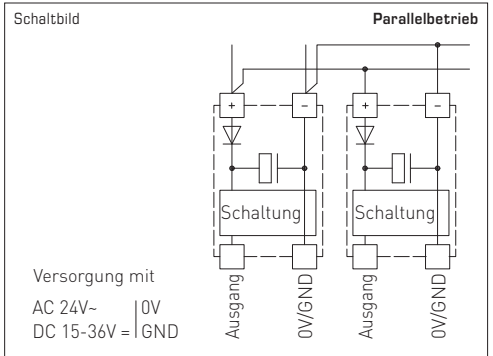 Schaltbild
Parallelbetrieb
+ − + −
Schaltung Schaltung
Ausgang 0V/GND Ausgang 0V/GND
Versorgung mit
AC 24V~ 0V
DC 15-36V = GND